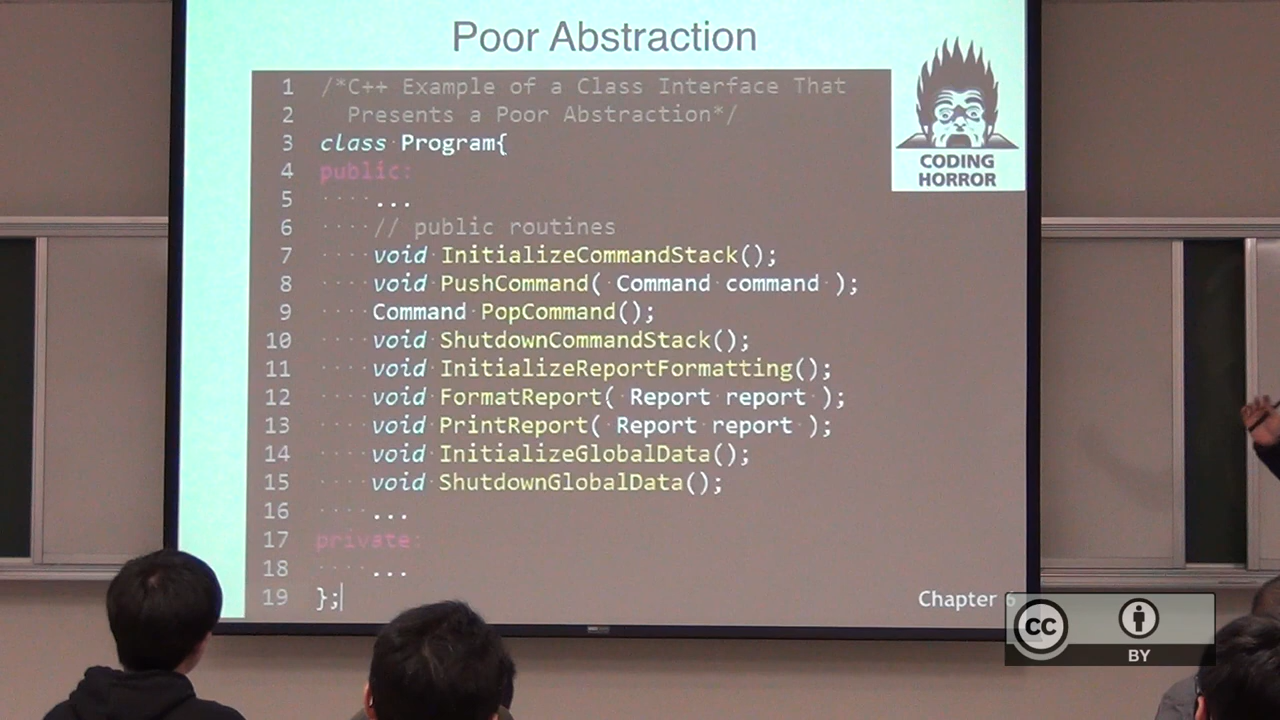 Poor Abstraction
CODING
HORROR
1 /*C++ Example of a Class Interface That
2 Presents a Poor Abstraction*/
3 class Program{
4 public:
5 ...
6 // public routines
7 void InitializeCommandStack();
8 void PushCommand( Command command );
9 Command PopCommand();
10 void ShutdownCommandStack();
11 void InitializeReportFormatting();
12 void FormatReport( Report report );
13 void PrintReport( Report report );
14 void InitializeGlobalData();
15 void ShutdownGlobalData();
16 ...
17 private:
18 ...
19 };
Chapter 6
CC
BY